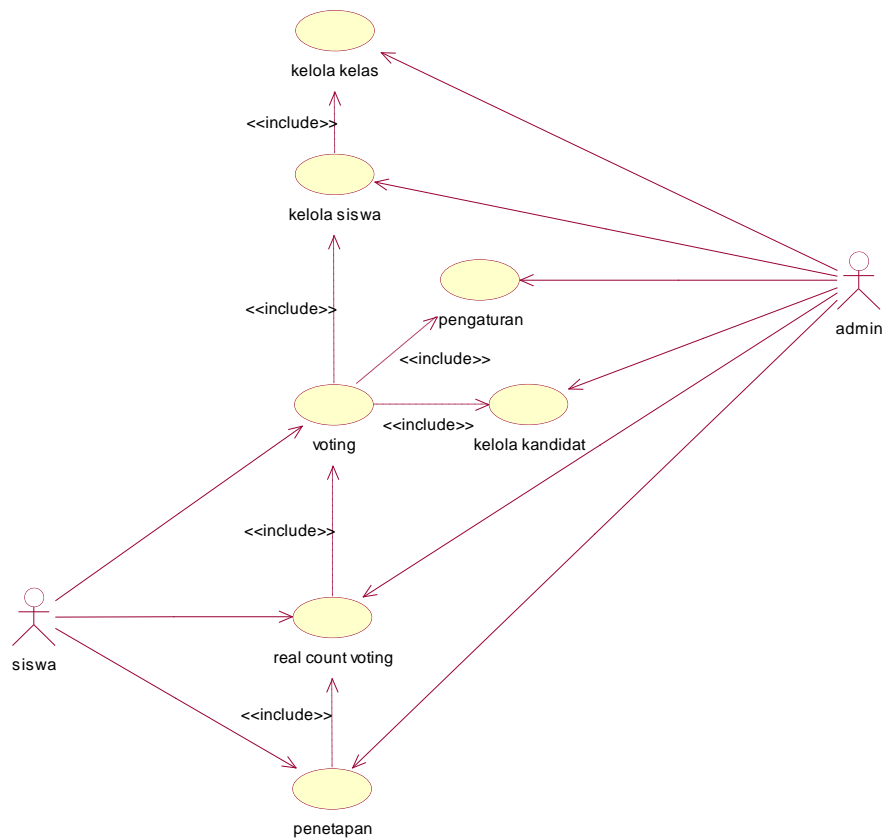 kelola kelas
<<include>>
kelola siswa
<<include>>
pengaturan
admin
<<include>>
<<include>>
voting
kelola kandidat
<<include>>
siswa
real count voting
<<include>>
penetapan